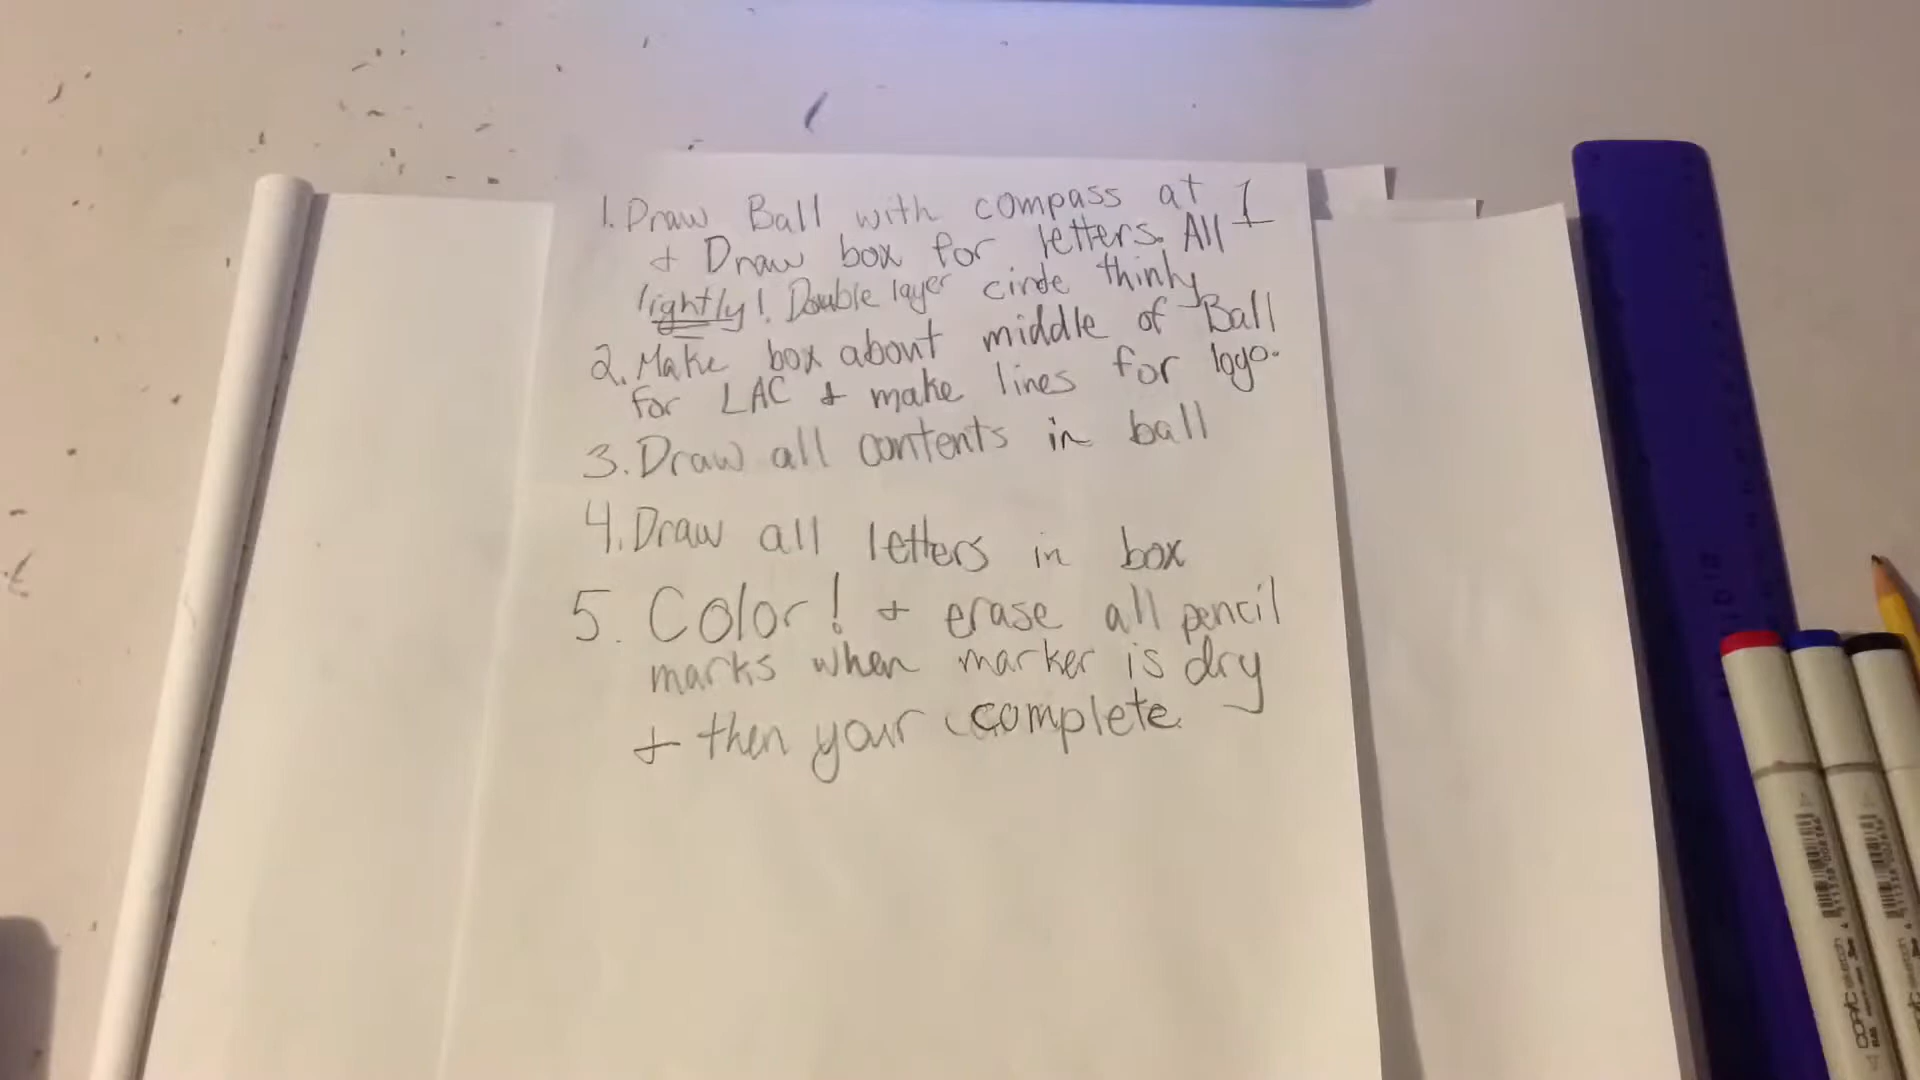 1. Draw Ball with compass at 1
+ Draw box for letters. All
lightly! Double layer circle thinly
2. Make box about middle of Ball
for LAC + make lines for logo.
3. Draw all contents in ball
4. Draw all letters in box
5. Color! + erase all pencil
marks when marker is dry
+ then your complete.
COPIC sketch